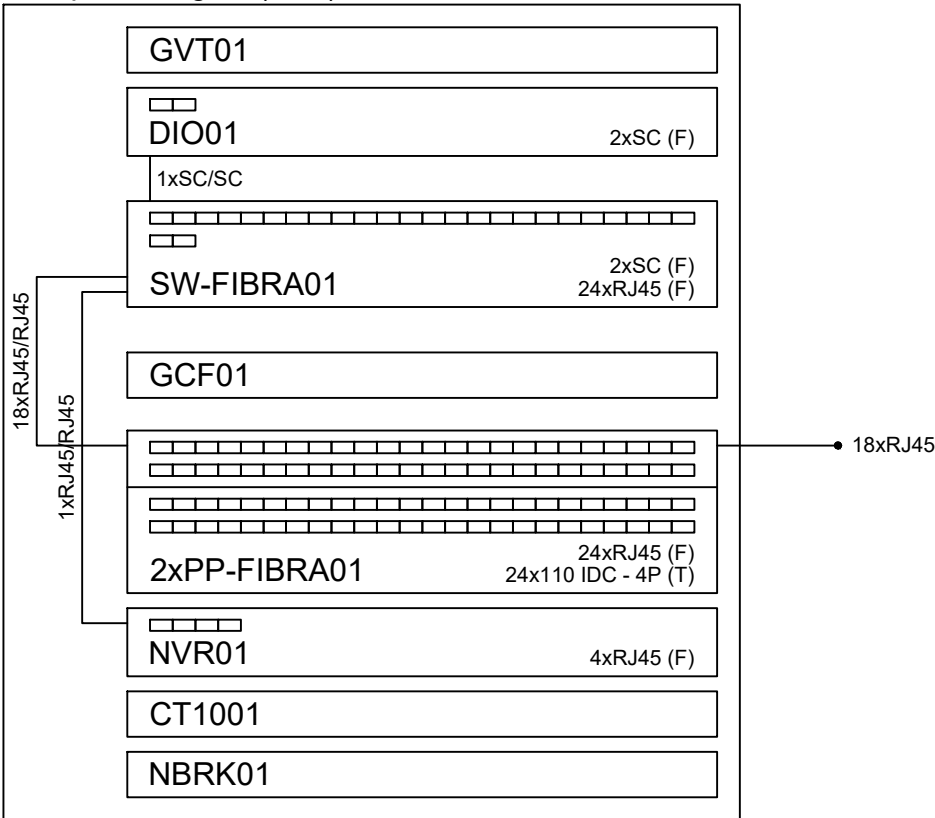 GVT01
DIO01
2xSC (F)
1xSC/SC
SW-FIBRA01
2xSC (F)
24xRJ45 (F)
18xRJ45/RJ45
1xRJ45/RJ45
GCF01
18xRJ45
2xPP-FIBRA01
24xRJ45 (F)
24x110 IDC - 4P (T)
NVR01
4xRJ45 (F)
CT1001
NBRK01